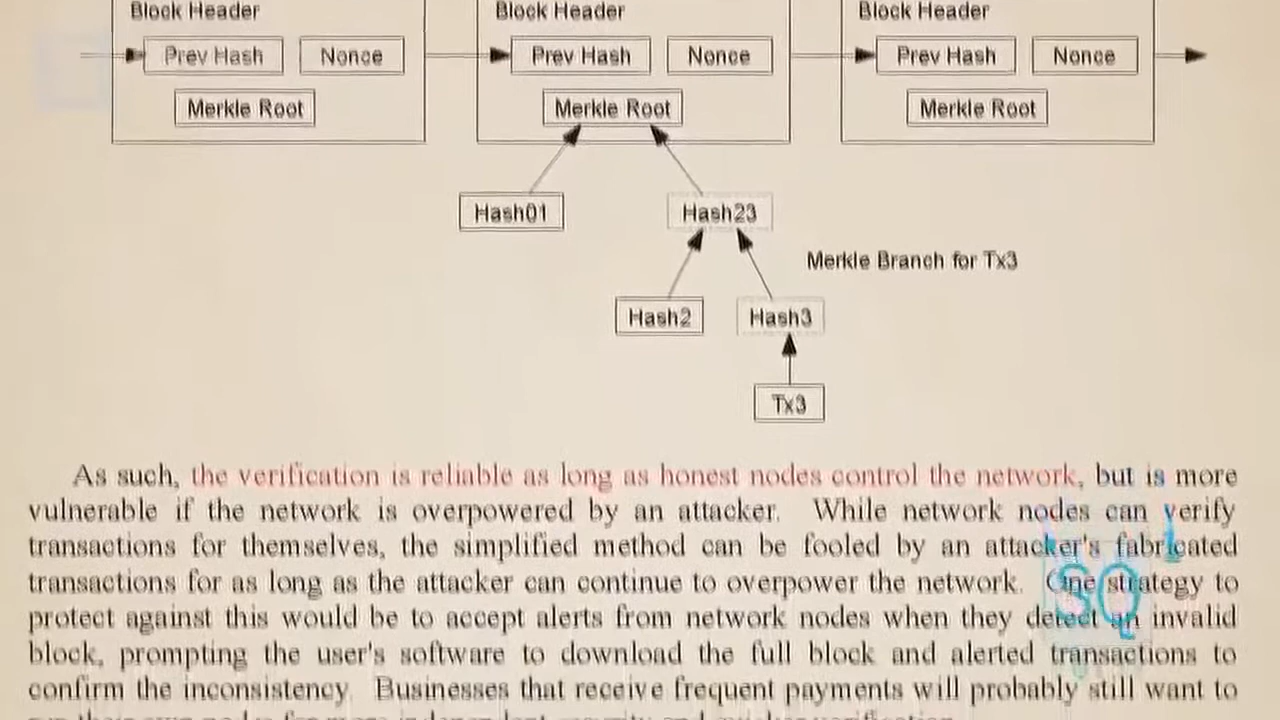 Block Header Block Header Block Header
Prev Hash Nonce Prev Hash Nonce Prev Hash Nonce
Merkle Root Merkle Root Merkle Root
Hash01 Hash23
Merkle Branch for Tx3
Hash2 Hash3
Tx3
As such, the verification is reliable as long as honest nodes control the network, but is more
vulnerable if the network is overpowered by an attacker. While network nodes can verify
transactions for themselves, the simplified method can be fooled by an attacker's fabricated
transactions for as long as the attacker can continue to overpower the network. One strategy to
protect against this would be to accept alerts from network nodes when they detect an invalid
block, prompting the user's software to download the full block and alerted transactions to
confirm the inconsistency. Businesses that receive frequent payments will probably still want to
SQ